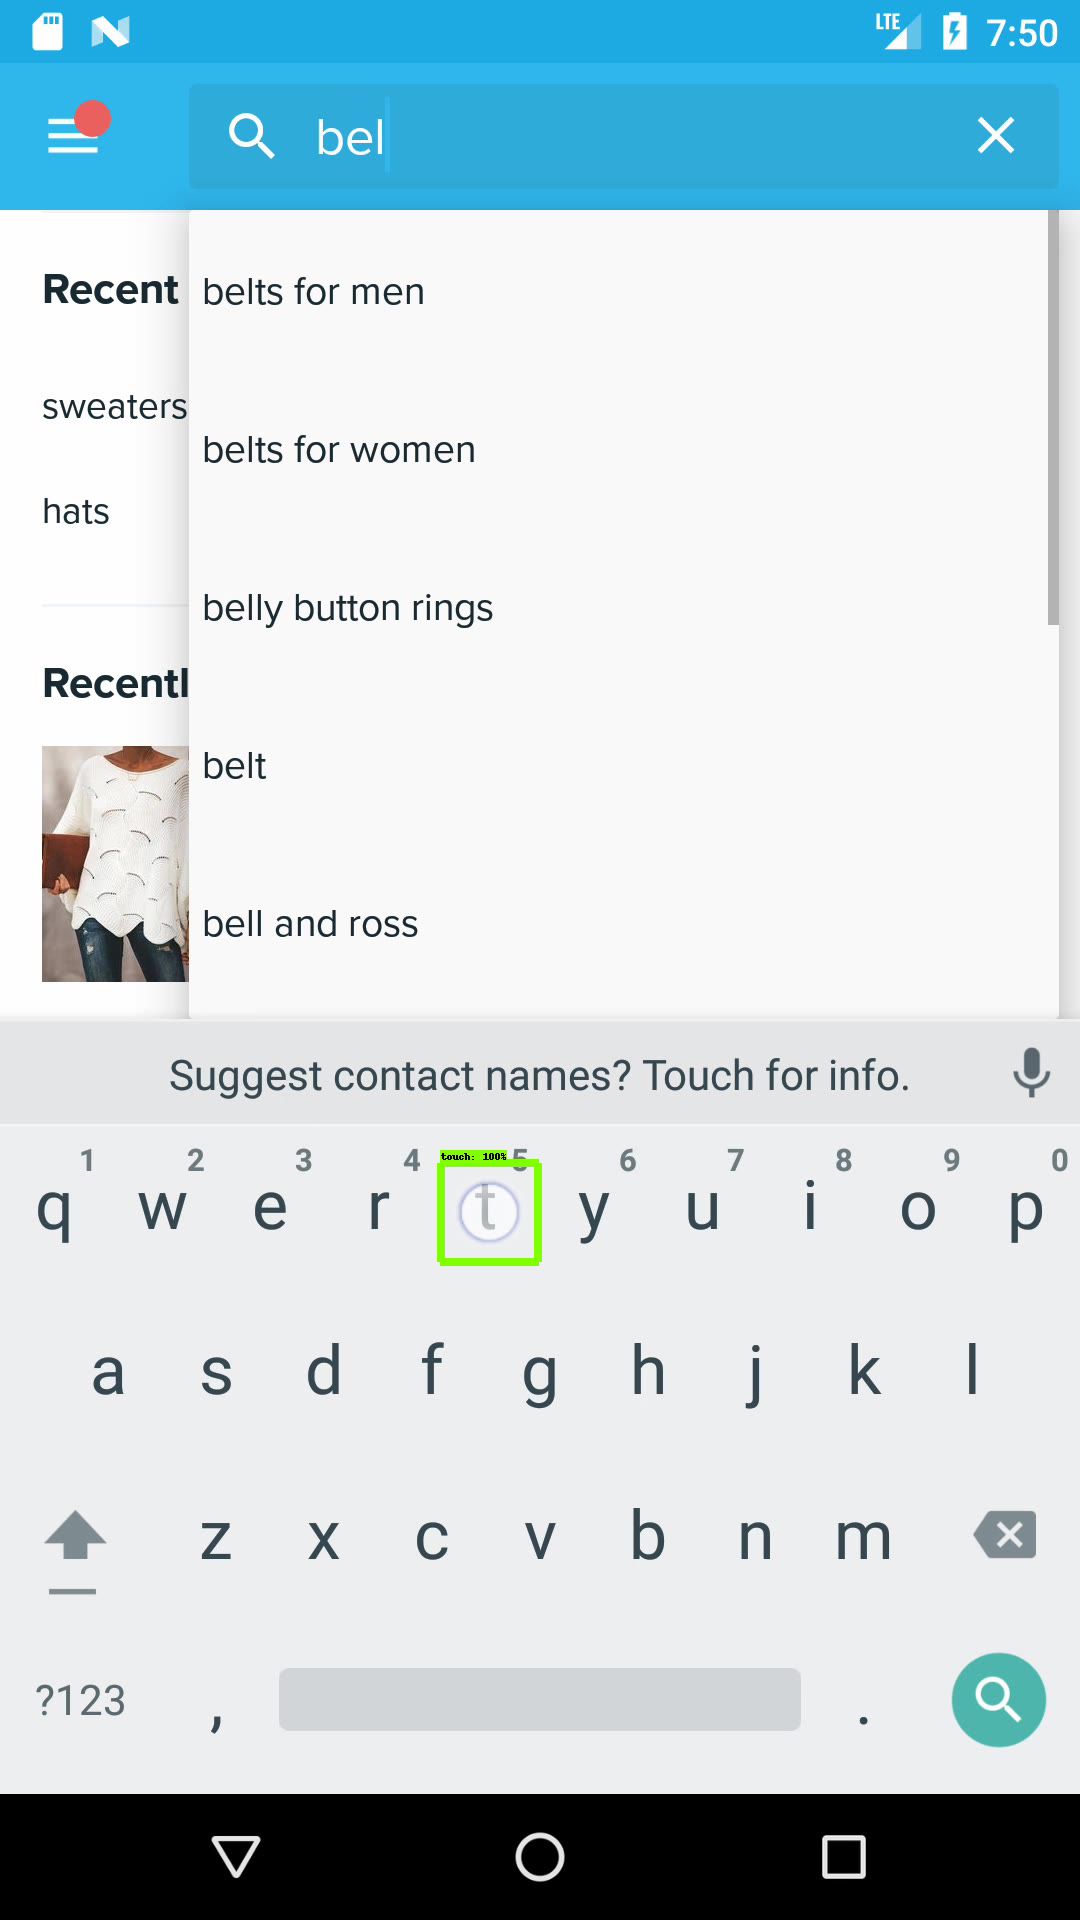 LTE 7:50
bel
Recent
belts for men
sweaters
belts for women
hats
belly button rings
Recentl
belt
bell and ross
Suggest contact names? Touch for info.
touch: 100%
1 2 3 4 5 6 7 8 9 0
q w e r t y u i o p
a s d f g h j k l
z x c v b n m
?123 , .